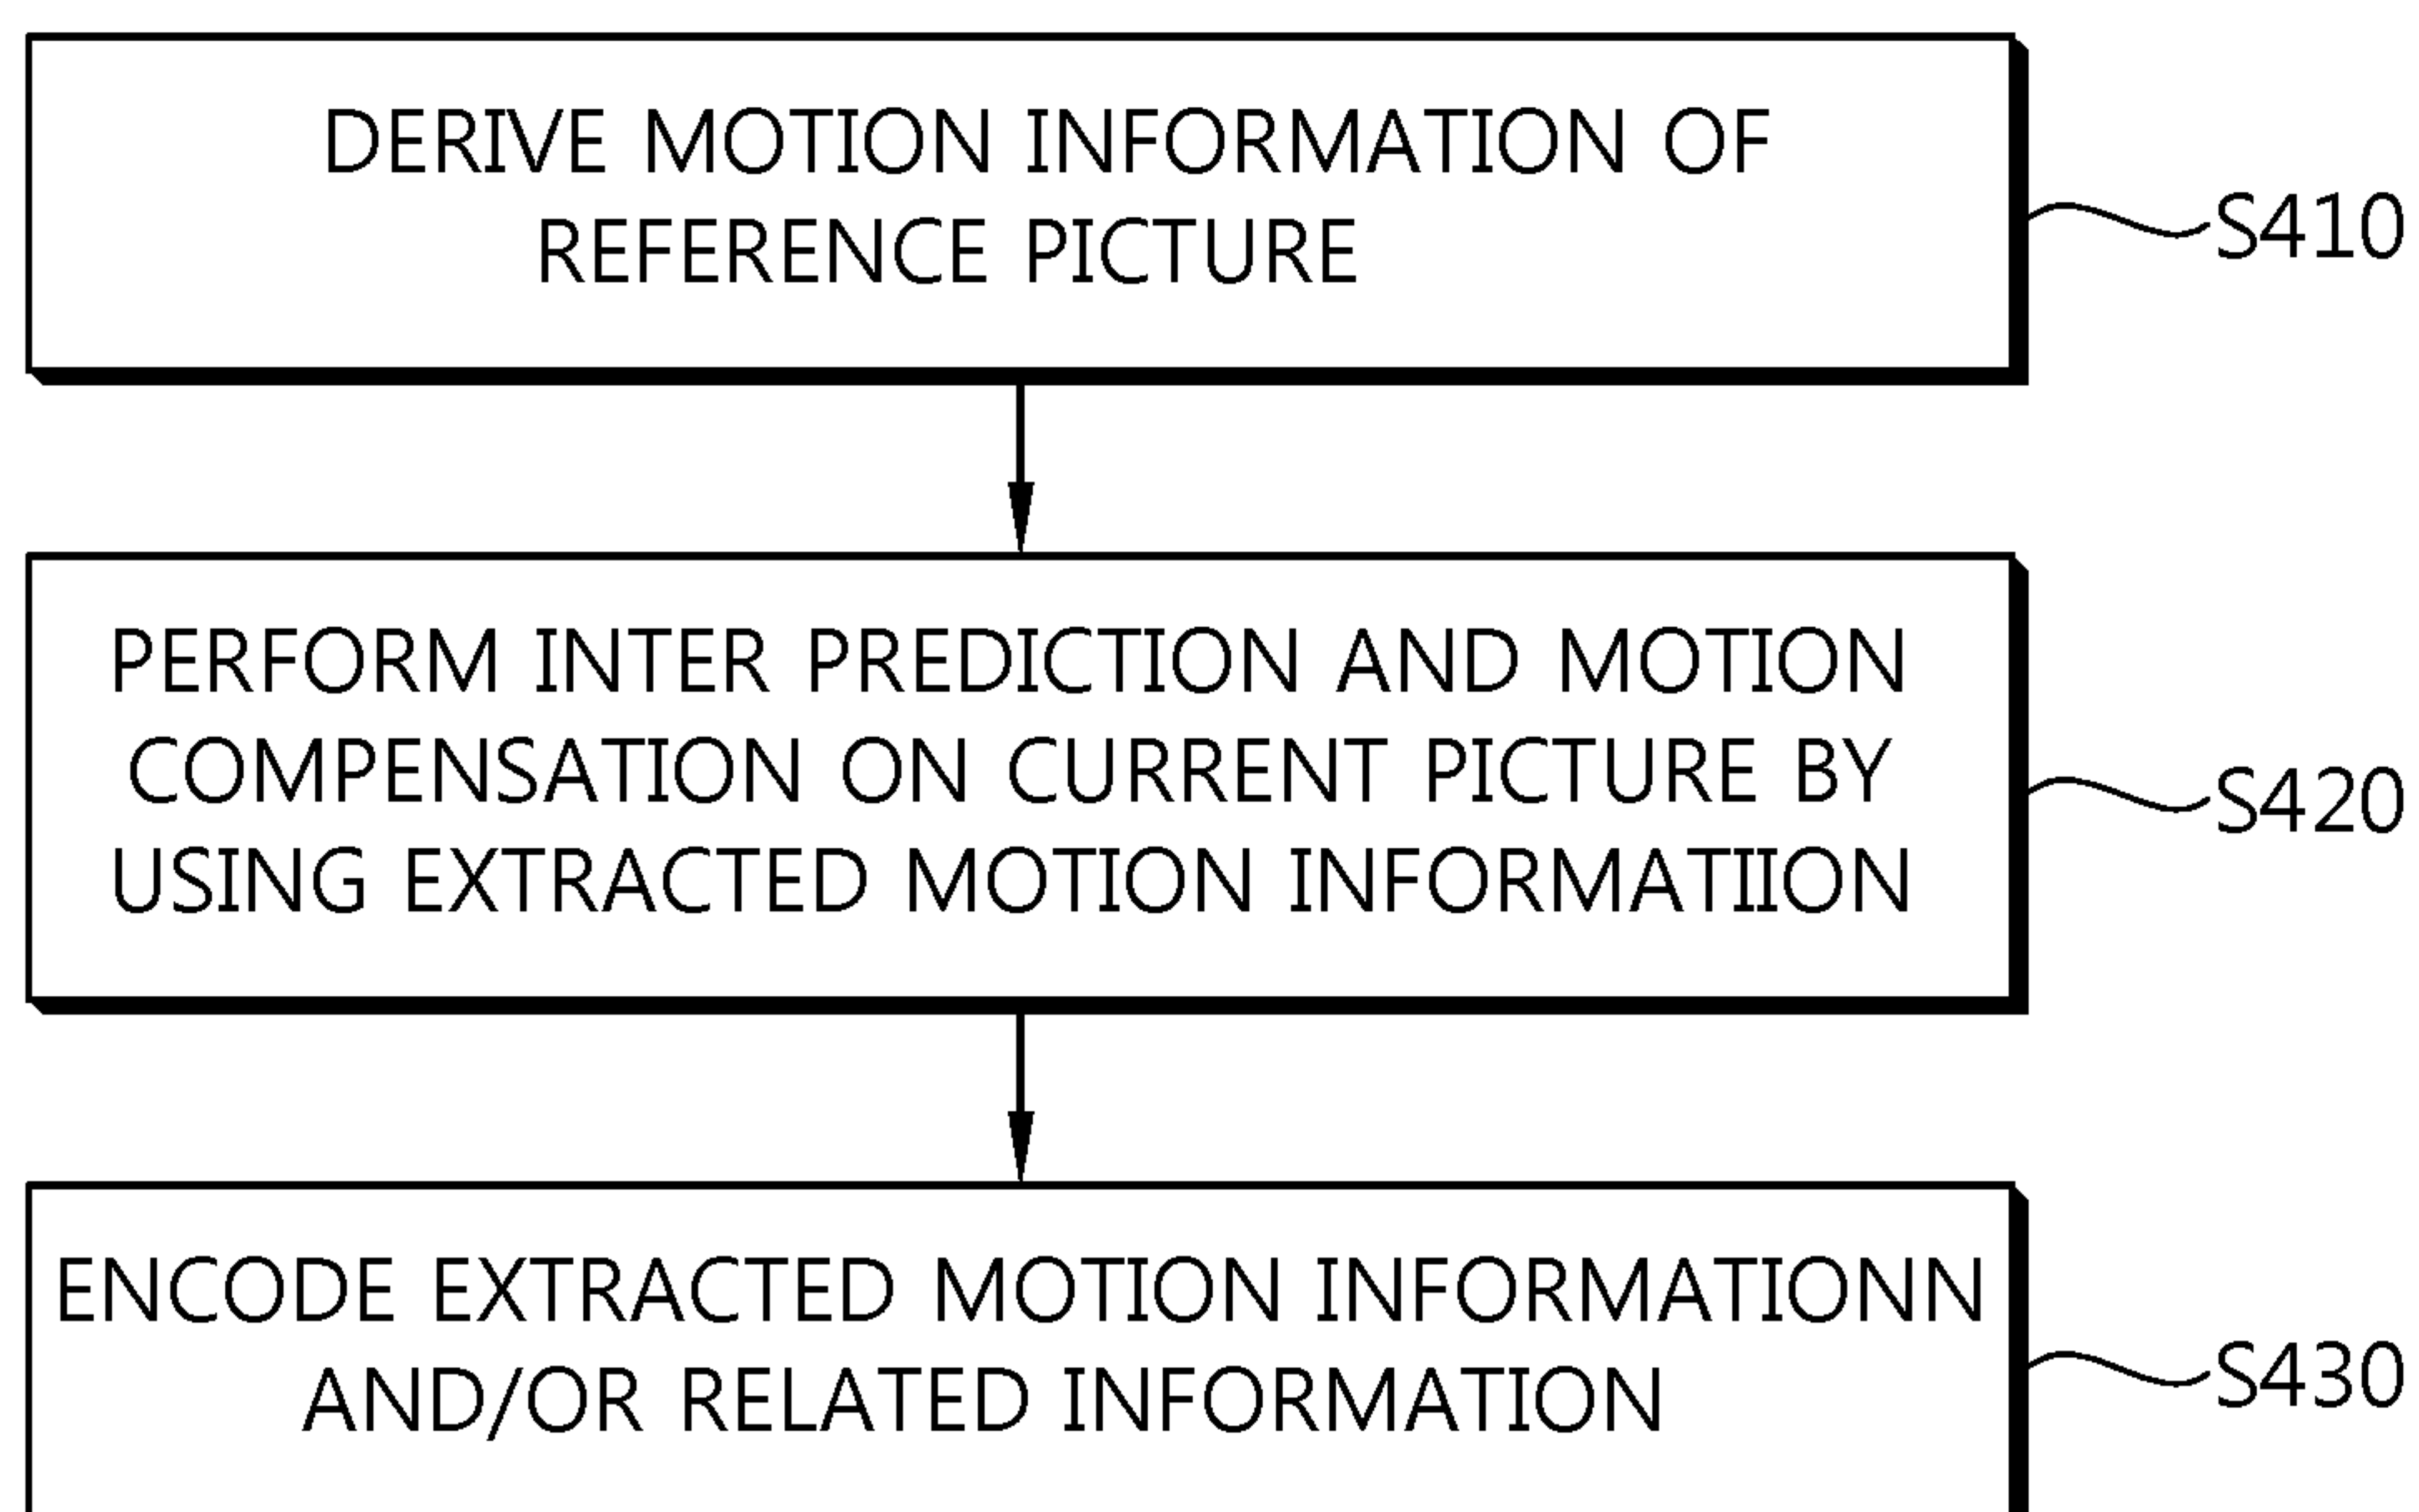 DERIVE MOTION INFORMATION OF
REFERENCE PICTURE
S410
PERFORM INTER PREDICTION AND MOTION
COMPENSATION ON CURRENT PICTURE BY
USING EXTRACTED MOTION INFORMATIION
S420
ENCODE EXTRACTED MOTION INFORMATIONN
AND/OR RELATED INFORMATION
S430